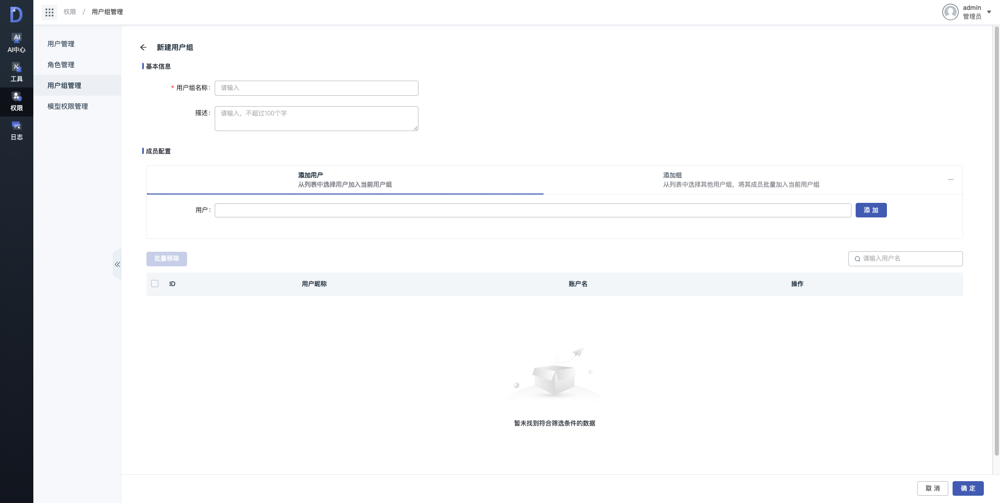 权限 / 用户组管理
admin
管理员
AI
AI中心
工具
权限
日志
用户管理
角色管理
用户组管理
模型权限管理
新建用户组
基本信息
* 用户组名称:
请输入
描述:
请输入，不超过100个字
成员配置
添加用户
从列表中选择用户加入当前用户组
添加组
从列表中选择其他用户组，将其成员批量加入当前用户组
...
用户:
添 加
批量移除
请输入用户名
ID 用户昵称 账户名 操作
暂未找到符合筛选条件的数据
取 消
确 定